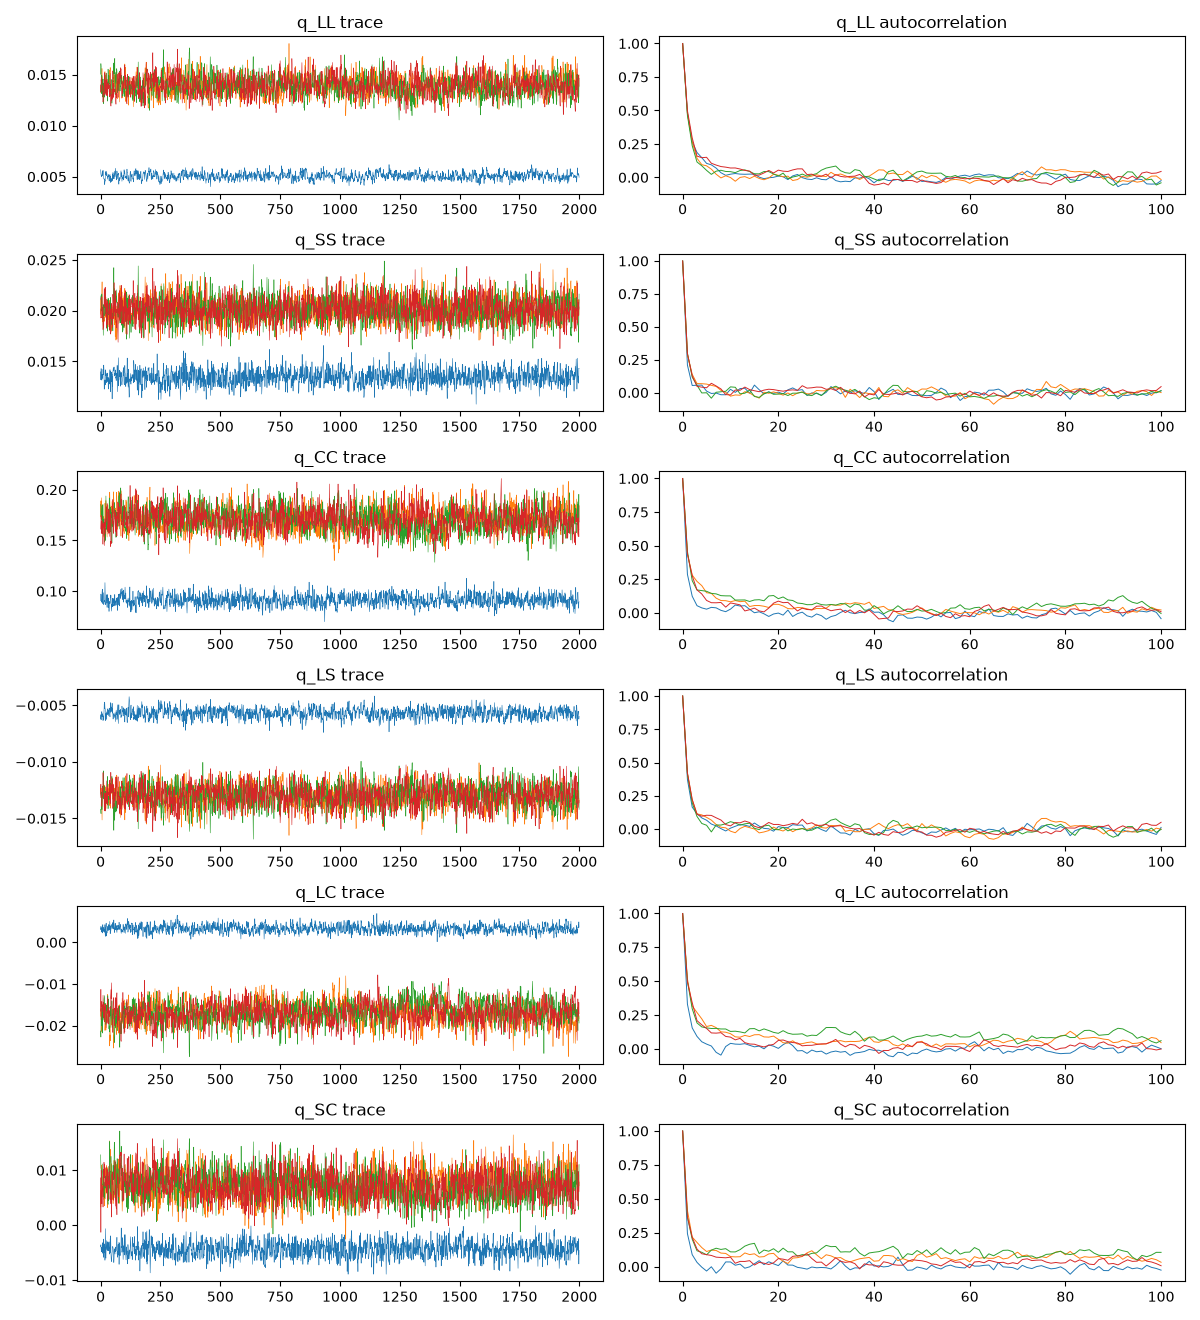 q_LL trace
0.015
0.010
0.005
0 250 500 750 1000 1250 1500 1750 2000
q_LL autocorrelation
1.00
0.75
0.50
0.25
0.00
0 20 40 60 80 100
q_SS trace
0.025
0.020
0.015
0 250 500 750 1000 1250 1500 1750 2000
q_SS autocorrelation
1.00
0.75
0.50
0.25
0.00
0 20 40 60 80 100
q_CC trace
0.20
0.15
0.10
0 250 500 750 1000 1250 1500 1750 2000
q_CC autocorrelation
1.00
0.75
0.50
0.25
0.00
0 20 40 60 80 100
q_LS trace
−0.005
−0.010
−0.015
0 250 500 750 1000 1250 1500 1750 2000
q_LS autocorrelation
1.00
0.75
0.50
0.25
0.00
0 20 40 60 80 100
q_LC trace
0.00
−0.01
−0.02
0 250 500 750 1000 1250 1500 1750 2000
q_LC autocorrelation
1.00
0.75
0.50
0.25
0.00
0 20 40 60 80 100
q_SC trace
0.01
0.00
−0.01
0 250 500 750 1000 1250 1500 1750 2000
q_SC autocorrelation
1.00
0.75
0.50
0.25
0.00
0 20 40 60 80 100